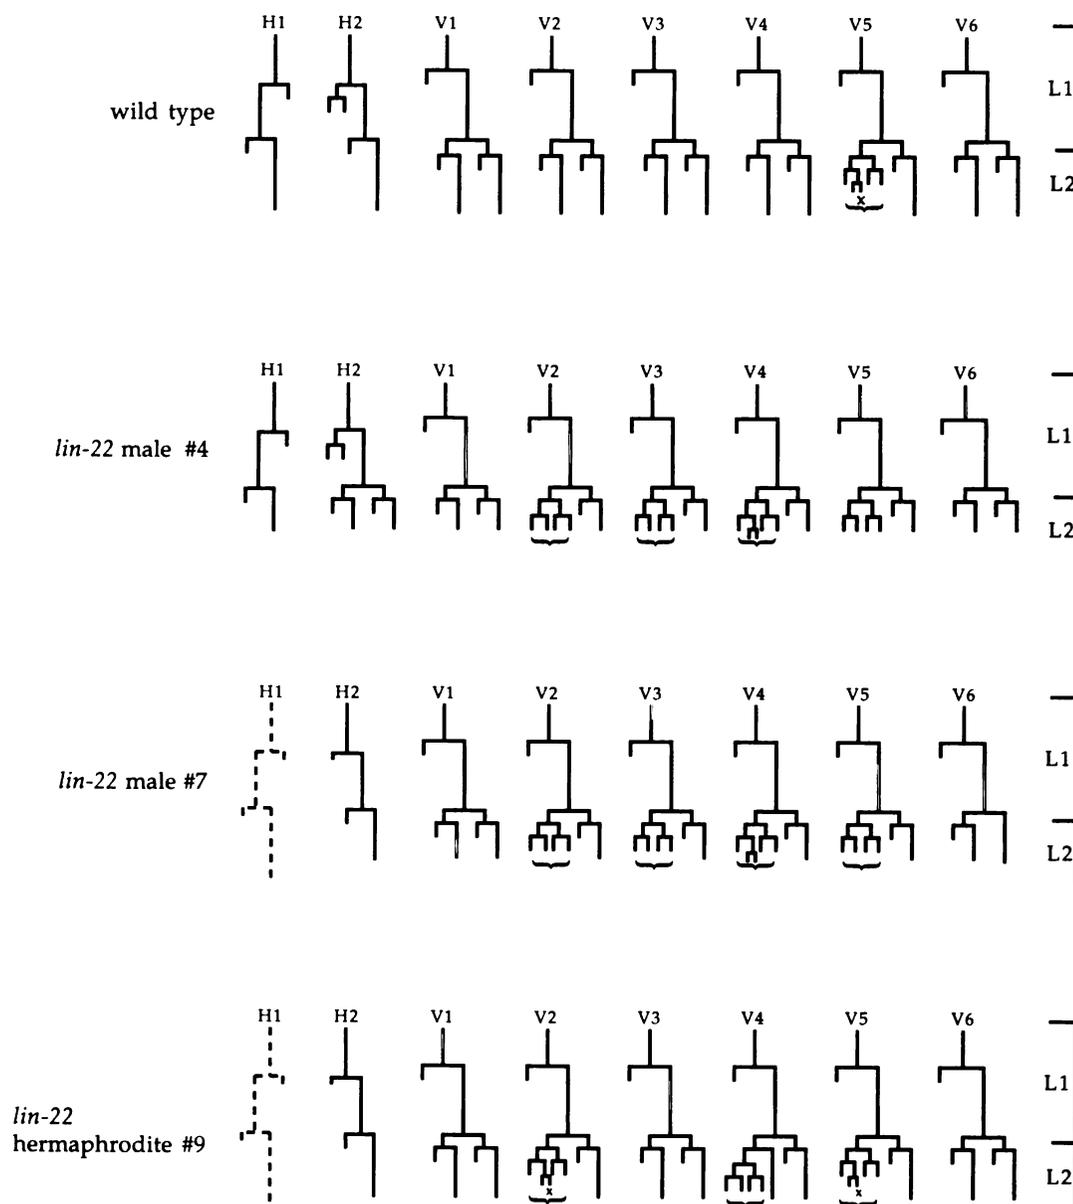 H1 H2 V1 V2 V3 V4 V5 V6
L1
wild type
L2
x
H1 H2 V1 V2 V3 V4 V5 V6
L1
lin-22 male #4
L2
H1 H2 V1 V2 V3 V4 V5 V6
L1
lin-22 male #7
L2
H1 H2 V1 V2 V3 V4 V5 V6
L1
lin-22
hermaphrodite #9
L2
x x